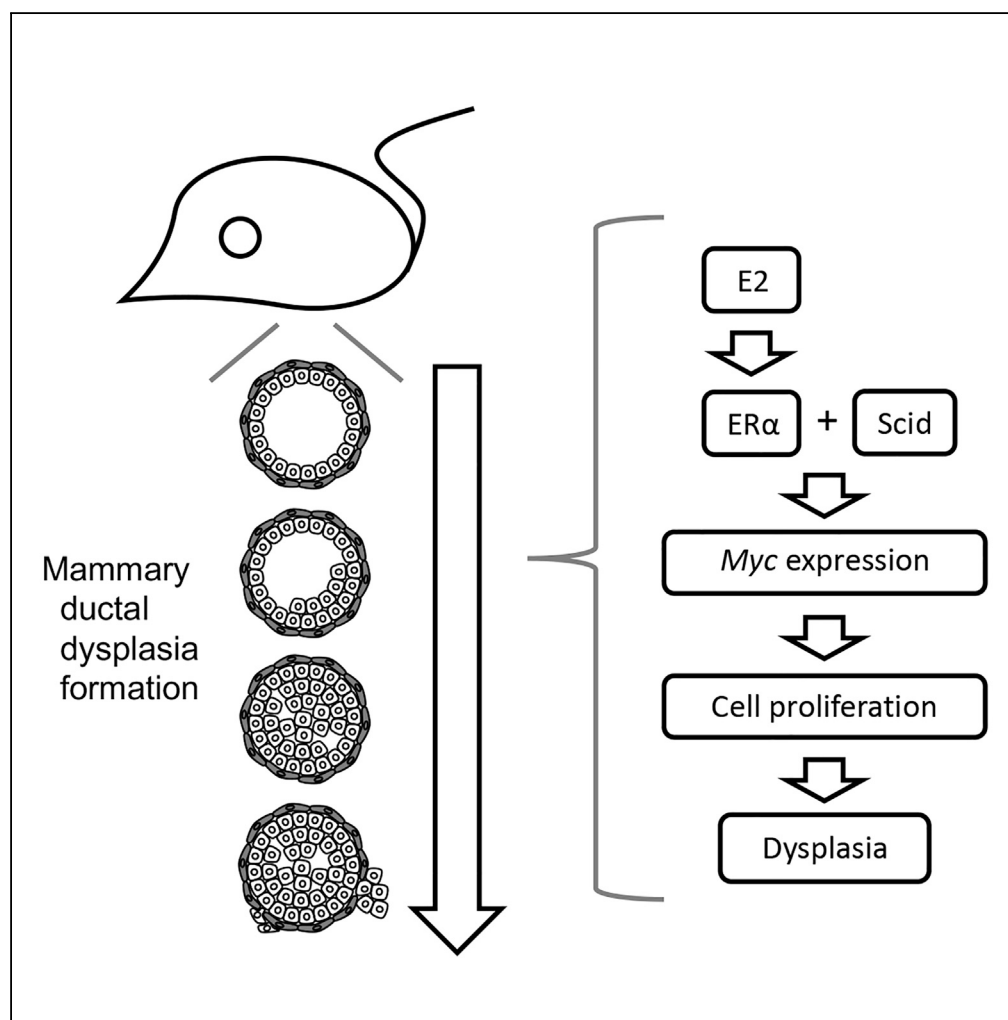 Mammary
ductal
dysplasia
formation
E2
ERα + Scid
Myc expression
Cell proliferation
Dysplasia